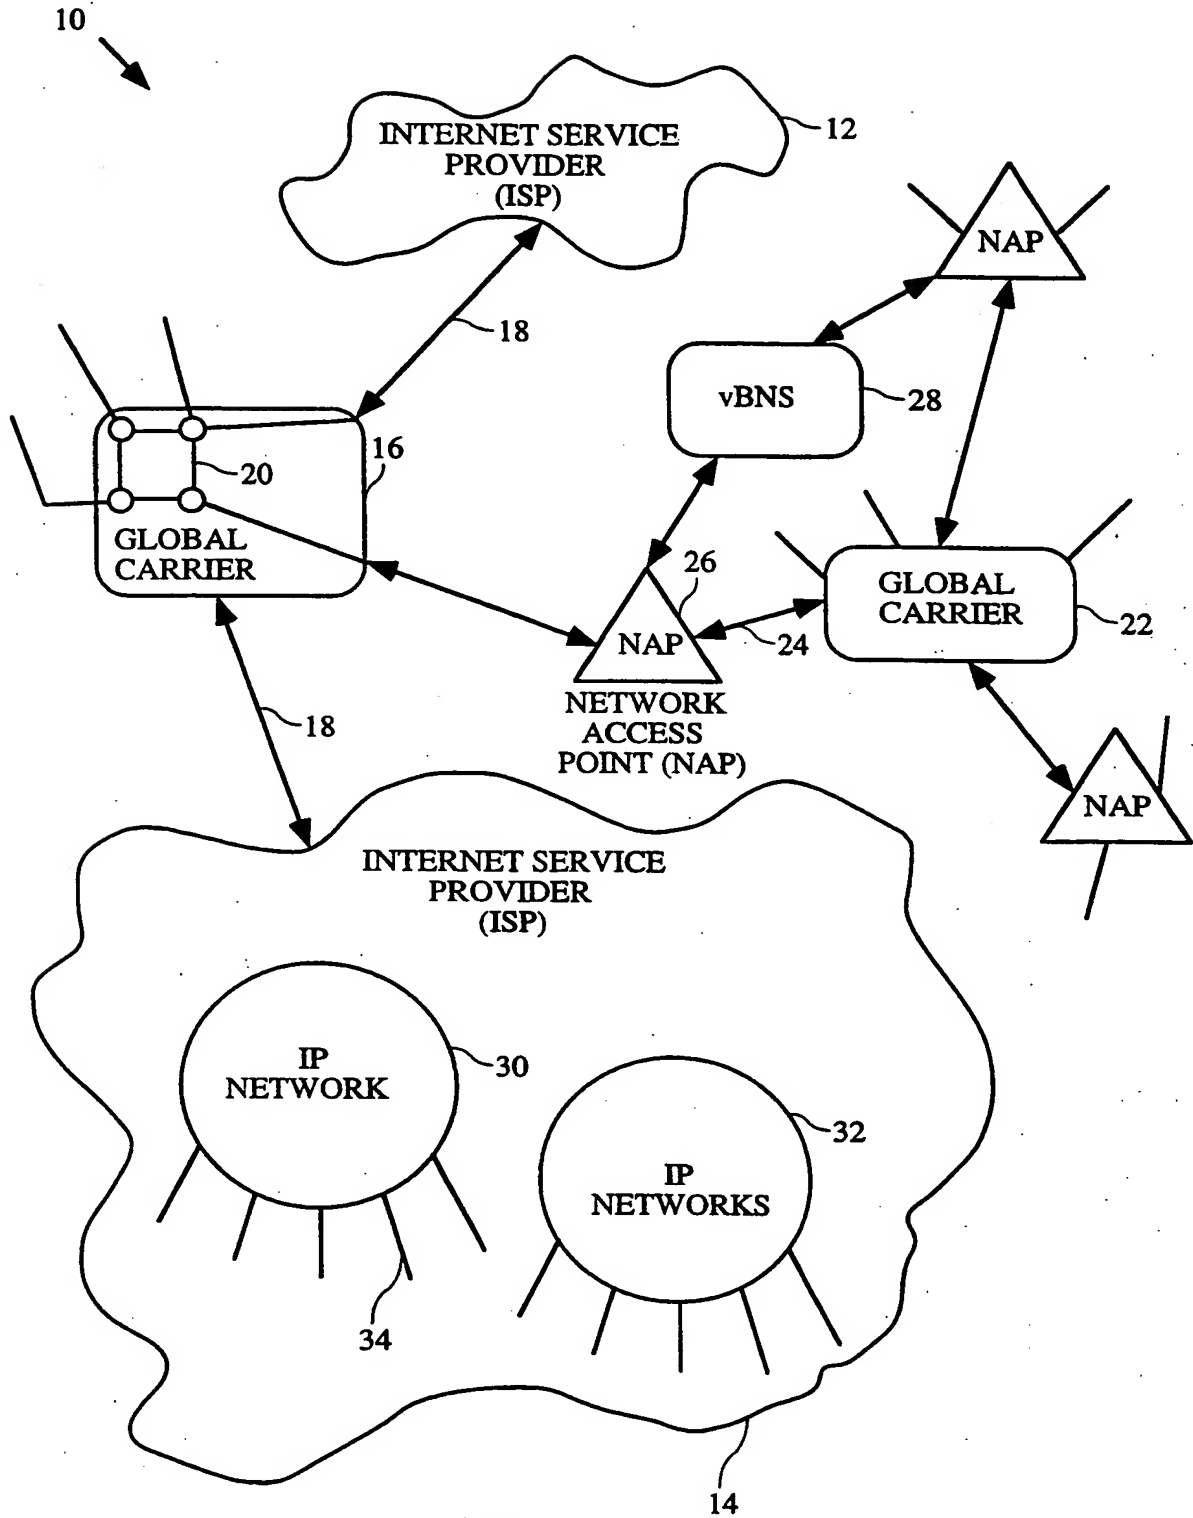 10
INTERNET SERVICE
PROVIDER
(ISP)
12
NAP
18
vBNS
28
16
20
GLOBAL
CARRIER
26
NAP
24
GLOBAL
CARRIER
22
NETWORK
ACCESS
POINT (NAP)
18
NAP
INTERNET SERVICE
PROVIDER
(ISP)
IP
NETWORK
30
32
IP
NETWORKS
34
14